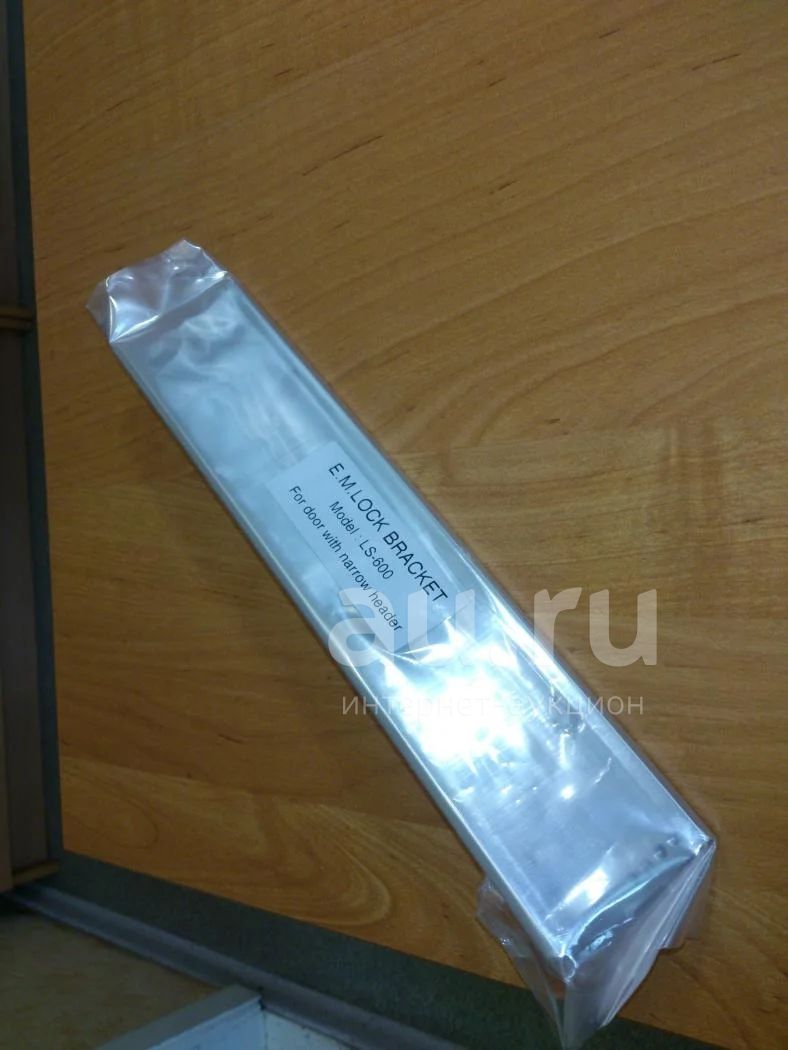 E.M.LOCK BRACKET
Model : LS-600
For door with narrow header
au.ru
интернет-аукцион